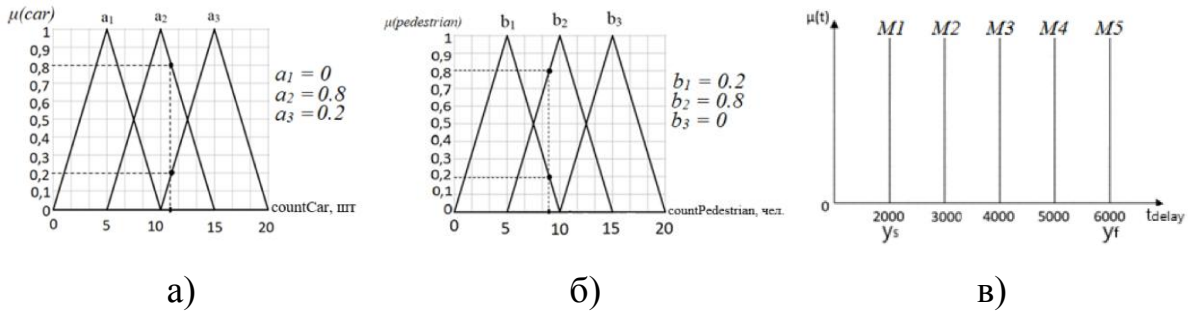 μ(car)
a1 a2 a3
1
0,9
0,8
0,7
0,6
0,5
0,4
0,3
0,2
0,1
0
0 5 10 15 20
countCar, шт
a1 = 0
a2 = 0.8
a3 = 0.2
а)
μ(pedestrian)
b1 b2 b3
1
0,9
0,8
0,7
0,6
0,5
0,4
0,3
0,2
0,1
0
0 5 10 15 20
countPedestrian, чел.
b1 = 0.2
b2 = 0.8
b3 = 0
б)
μ(t)
M1 M2 M3 M4 M5
0
2000 3000 4000 5000 6000
tdelay
ys yf
в)